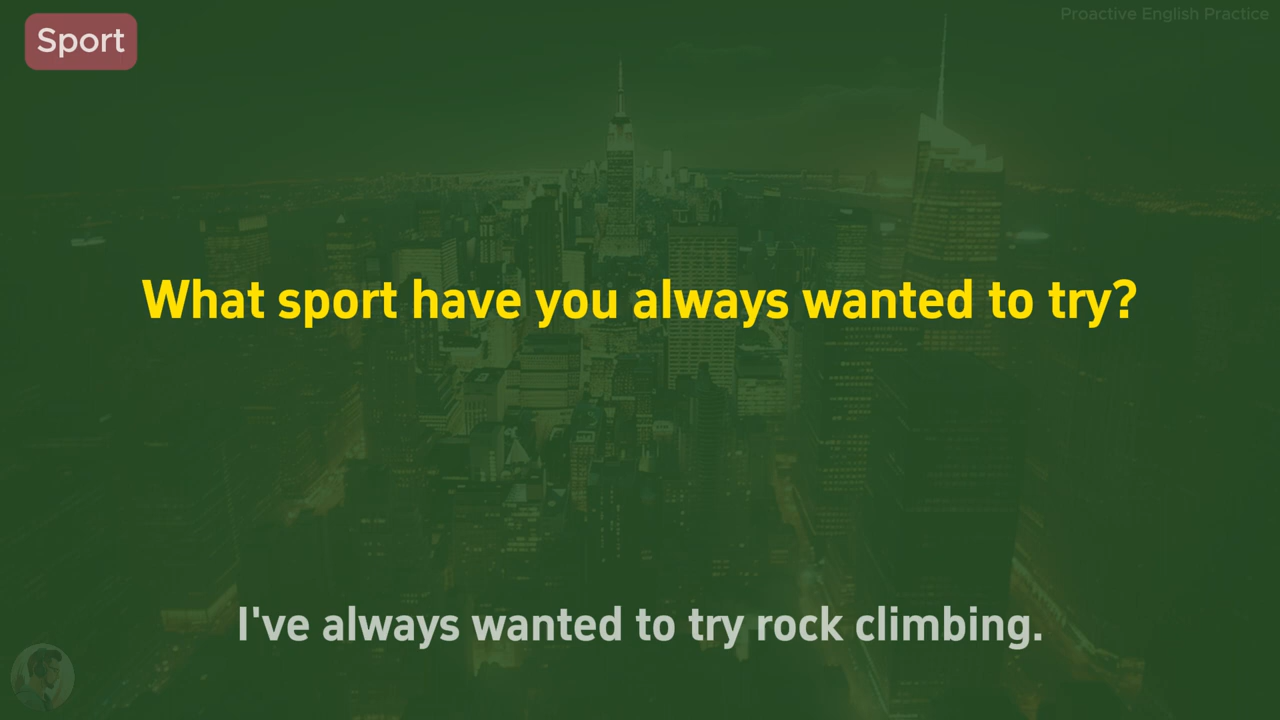 Sport
Proactive English Practice
What sport have you always wanted to try?
I've always wanted to try rock climbing.